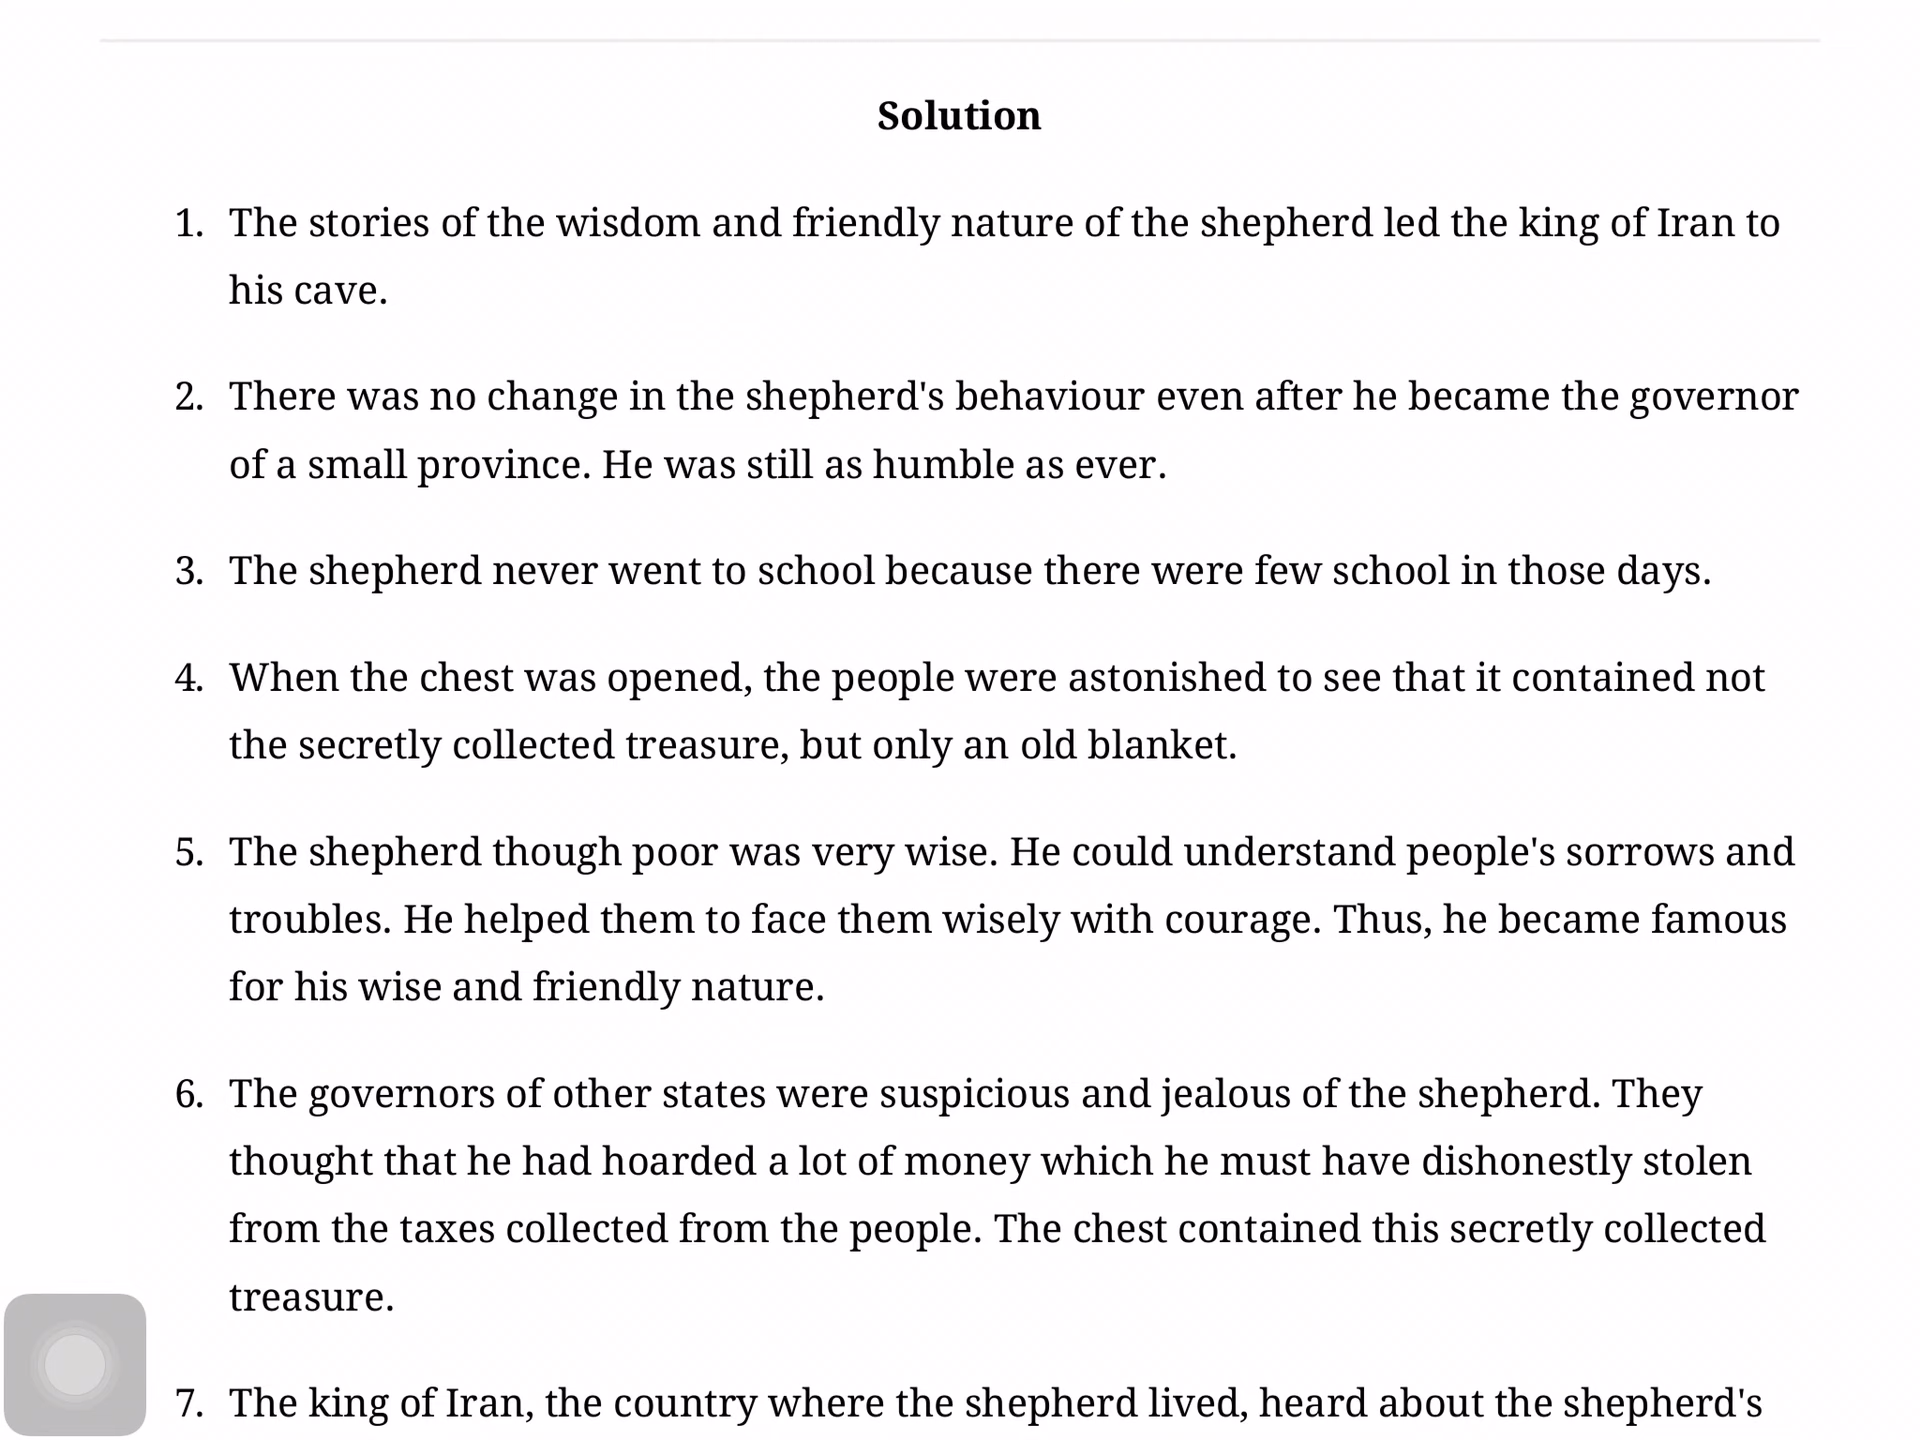 Solution
1. The stories of the wisdom and friendly nature of the shepherd led the king of Iran to
his cave.
2. There was no change in the shepherd's behaviour even after he became the governor
of a small province. He was still as humble as ever.
3. The shepherd never went to school because there were few school in those days.
4. When the chest was opened, the people were astonished to see that it contained not
the secretly collected treasure, but only an old blanket.
5. The shepherd though poor was very wise. He could understand people's sorrows and
troubles. He helped them to face them wisely with courage. Thus, he became famous
for his wise and friendly nature.
6. The governors of other states were suspicious and jealous of the shepherd. They
thought that he had hoarded a lot of money which he must have dishonestly stolen
from the taxes collected from the people. The chest contained this secretly collected
treasure.
7. The king of Iran, the country where the shepherd lived, heard about the shepherd's